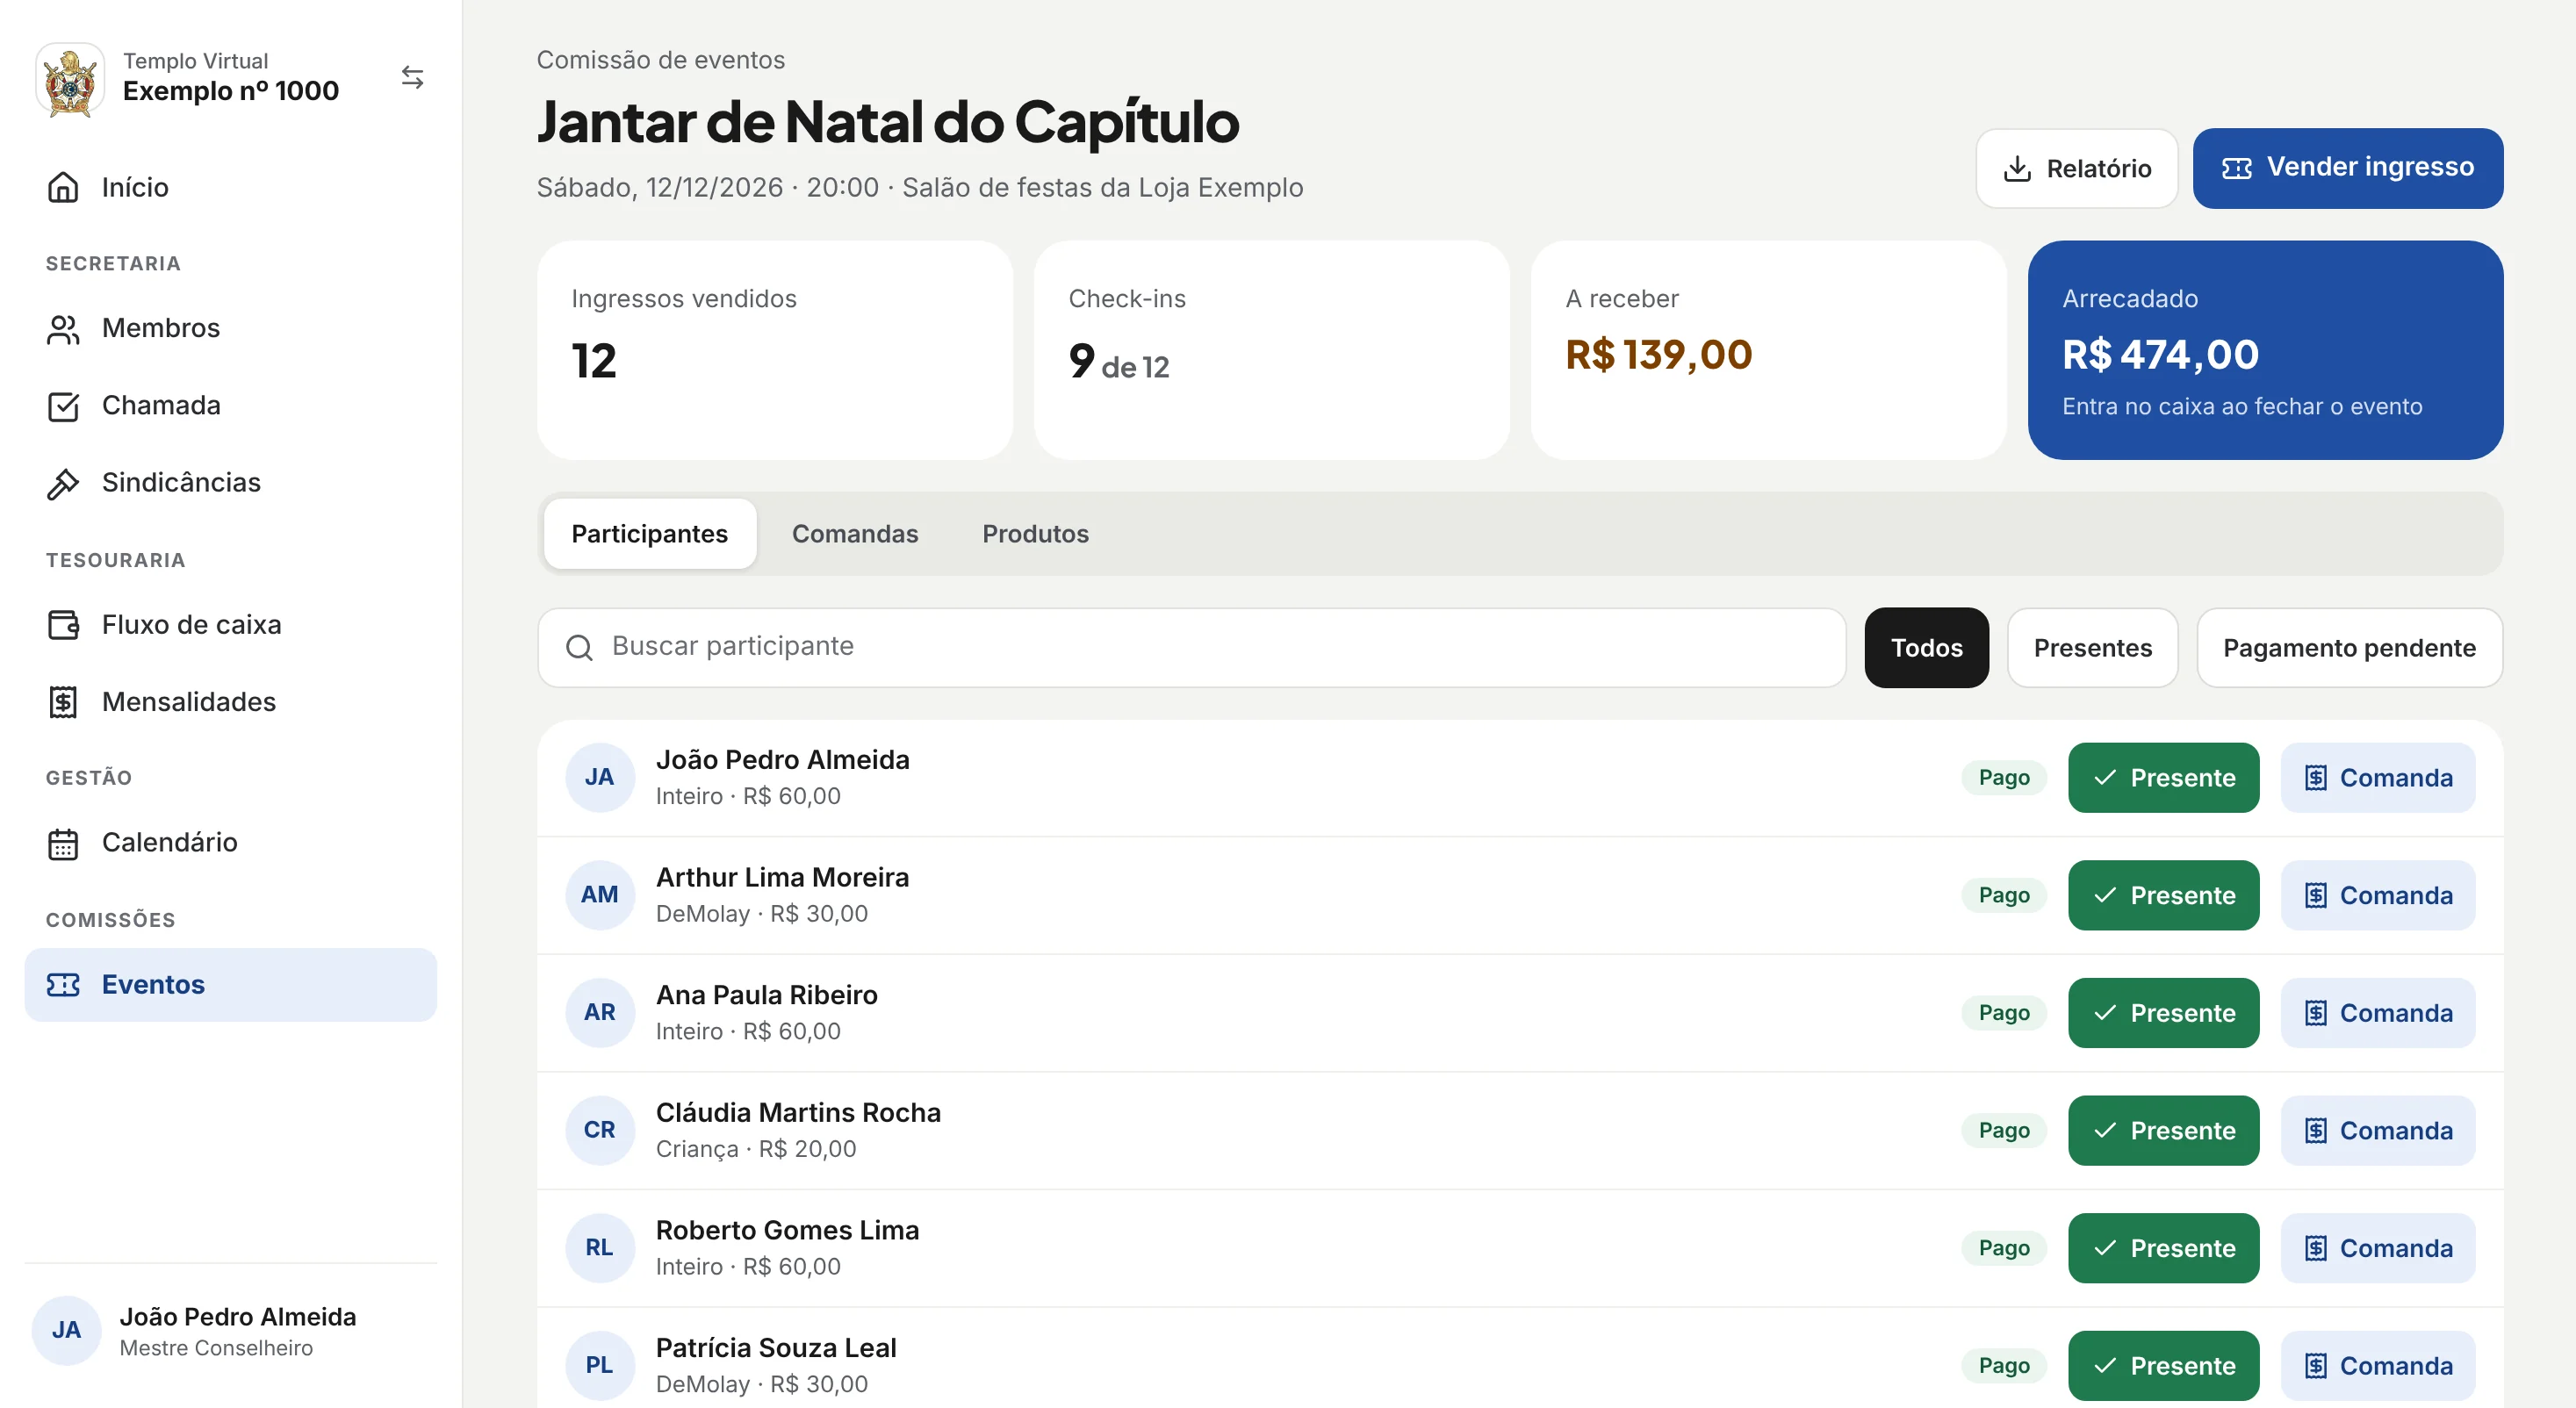 Templo Virtual
Exemplo nº 1000
Início
SECRETARIA
Membros
Chamada
Sindicâncias
TESOURARIA
Fluxo de caixa
Mensalidades
GESTÃO
Calendário
COMISSÕES
Eventos
JA
João Pedro Almeida
Mestre Conselheiro
Comissão de eventos
Jantar de Natal do Capítulo
Sábado, 12/12/2026 · 20:00 · Salão de festas da Loja Exemplo
Relatório
Vender ingresso
Ingressos vendidos
12
Check-ins
9 de 12
A receber
R$ 139,00
Arrecadado
R$ 474,00
Entra no caixa ao fechar o evento
Participantes
Comandas
Produtos
Buscar participante
Todos
Presentes
Pagamento pendente
JA
João Pedro Almeida
Inteiro · R$ 60,00
Pago
Presente
Comanda
AM
Arthur Lima Moreira
DeMolay · R$ 30,00
Pago
Presente
Comanda
AR
Ana Paula Ribeiro
Inteiro · R$ 60,00
Pago
Presente
Comanda
CR
Cláudia Martins Rocha
Criança · R$ 20,00
Pago
Presente
Comanda
RL
Roberto Gomes Lima
Inteiro · R$ 60,00
Pago
Presente
Comanda
PL
Patrícia Souza Leal
DeMolay · R$ 30,00
Pago
Presente
Comanda